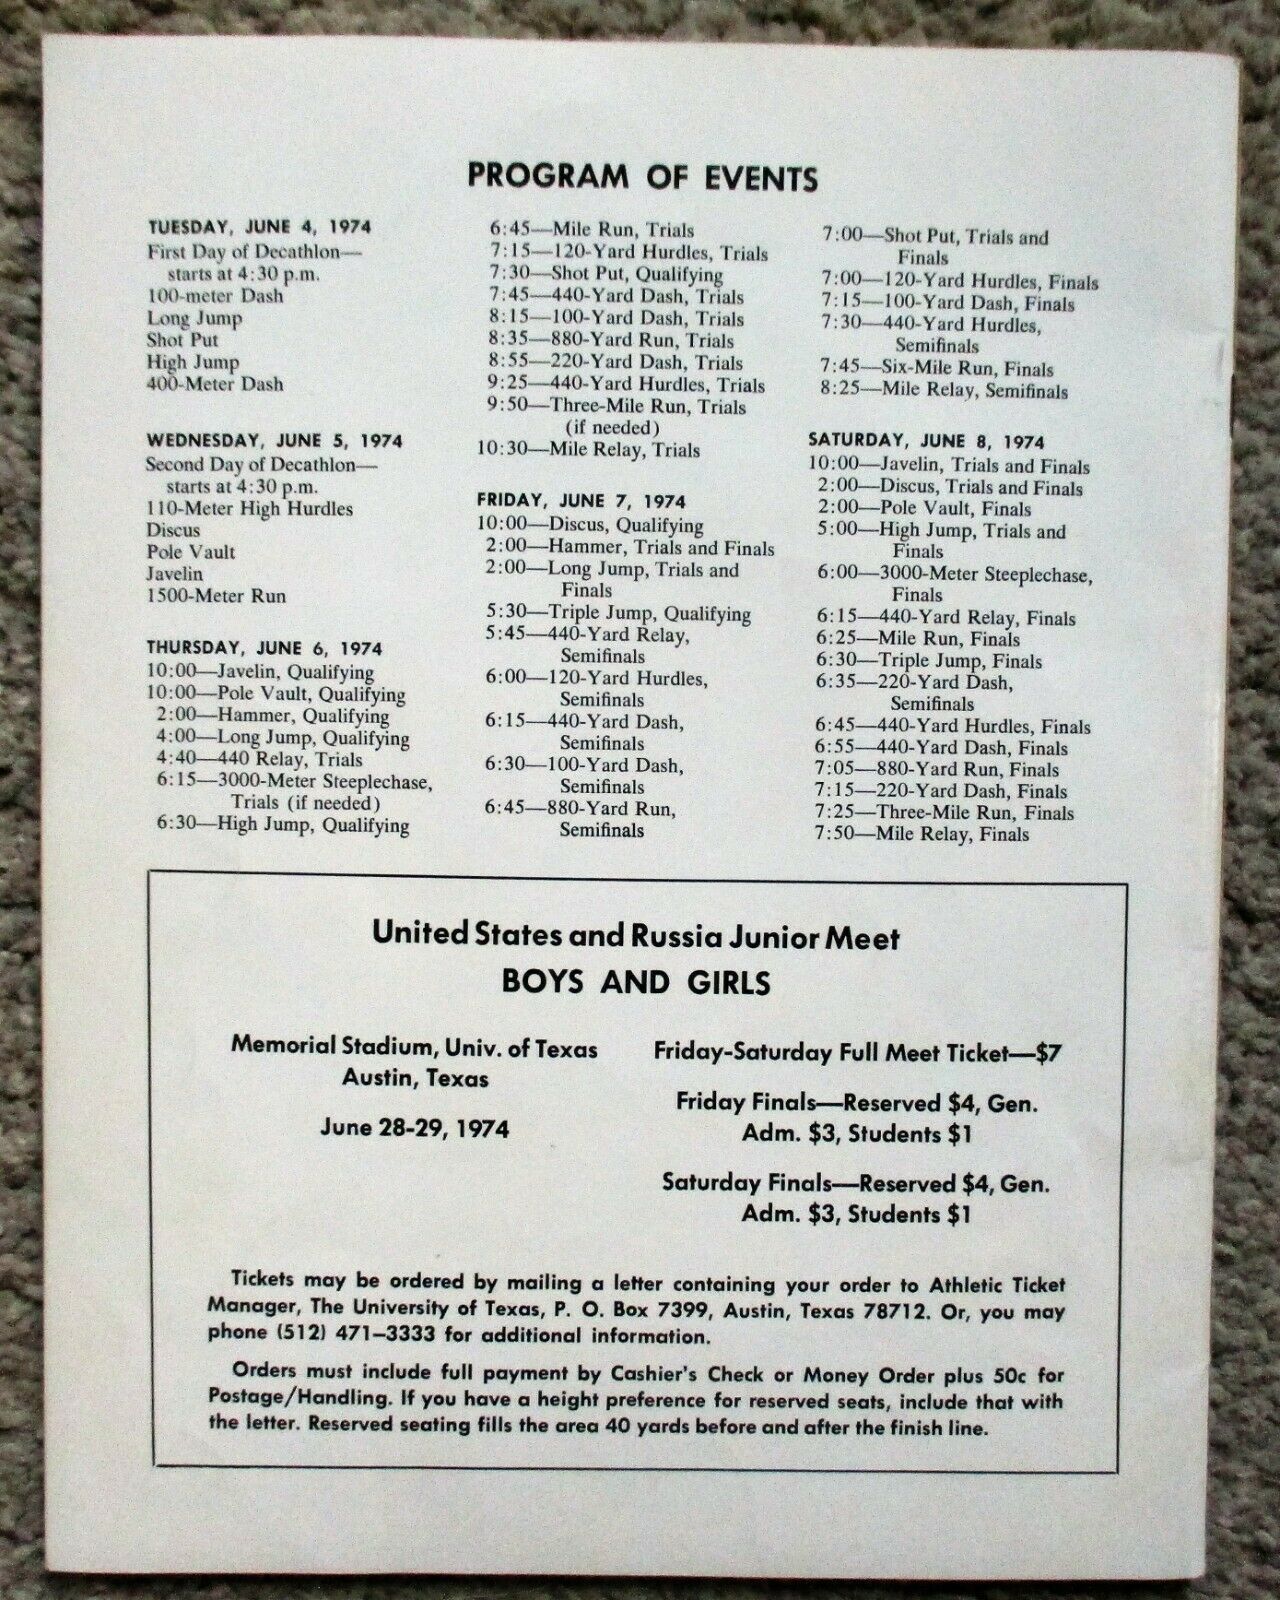 PROGRAM OF EVENTS
TUESDAY, JUNE 4, 1974
First Day of Decathlon—
starts at 4:30 p.m.
100-meter Dash
Long Jump
Shot Put
High Jump
400-Meter Dash
WEDNESDAY, JUNE 5, 1974
Second Day of Decathlon—
starts at 4:30 p.m.
110-Meter High Hurdles
Discus
Pole Vault
Javelin
1500-Meter Run
THURSDAY, JUNE 6, 1974
10:00—Javelin, Qualifying
10:00—Pole Vault, Qualifying
2:00—Hammer, Qualifying
4:00—Long Jump, Qualifying
4:40—440 Relay, Trials
6:15—3000-Meter Steeplechase,
Trials (if needed)
6:30—High Jump, Qualifying
6:45—Mile Run, Trials
7:15—120-Yard Hurdles, Trials
7:30—Shot Put, Qualifying
7:45—440-Yard Dash, Trials
8:15—100-Yard Dash, Trials
8:35—880-Yard Run, Trials
8:55—220-Yard Dash, Trials
9:25—440-Yard Hurdles, Trials
9:50—Three-Mile Run, Trials
(if needed)
10:30—Mile Relay, Trials
FRIDAY, JUNE 7, 1974
10:00—Discus, Qualifying
2:00—Hammer, Trials and Finals
2:00—Long Jump, Trials and
Finals
5:30—Triple Jump, Qualifying
5:45—440-Yard Relay,
Semifinals
6:00—120-Yard Hurdles,
Semifinals
6:15—440-Yard Dash,
Semifinals
6:30—100-Yard Dash,
Semifinals
6:45—880-Yard Run,
Semifinals
7:00—Shot Put, Trials and
Finals
7:00—120-Yard Hurdles, Finals
7:15—100-Yard Dash, Finals
7:30—440-Yard Hurdles,
Semifinals
7:45—Six-Mile Run, Finals
8:25—Mile Relay, Semifinals
SATURDAY, JUNE 8, 1974
10:00—Javelin, Trials and Finals
2:00—Discus, Trials and Finals
2:00—Pole Vault, Finals
5:00—High Jump, Trials and
Finals
6:00—3000-Meter Steeplechase,
Finals
6:15—440-Yard Relay, Finals
6:25—Mile Run, Finals
6:30—Triple Jump, Finals
6:35—220-Yard Dash,
Semifinals
6:45—440-Yard Hurdles, Finals
6:55—440-Yard Dash, Finals
7:05—880-Yard Run, Finals
7:15—220-Yard Dash, Finals
7:25—Three-Mile Run, Finals
7:50—Mile Relay, Finals
United States and Russia Junior Meet
BOYS AND GIRLS
Memorial Stadium, Univ. of Texas
Austin, Texas
June 28-29, 1974
Friday-Saturday Full Meet Ticket—$7
Friday Finals—Reserved $4, Gen.
Adm. $3, Students $1
Saturday Finals—Reserved $4, Gen.
Adm. $3, Students $1
Tickets may be ordered by mailing a letter containing your order to Athletic Ticket
Manager, The University of Texas, P. O. Box 7399, Austin, Texas 78712. Or, you may
phone (512) 471-3333 for additional information.
Orders must include full payment by Cashier's Check or Money Order plus 50c for
Postage/Handling. If you have a height preference for reserved seats, include that with
the letter. Reserved seating fills the area 40 yards before and after the finish line.